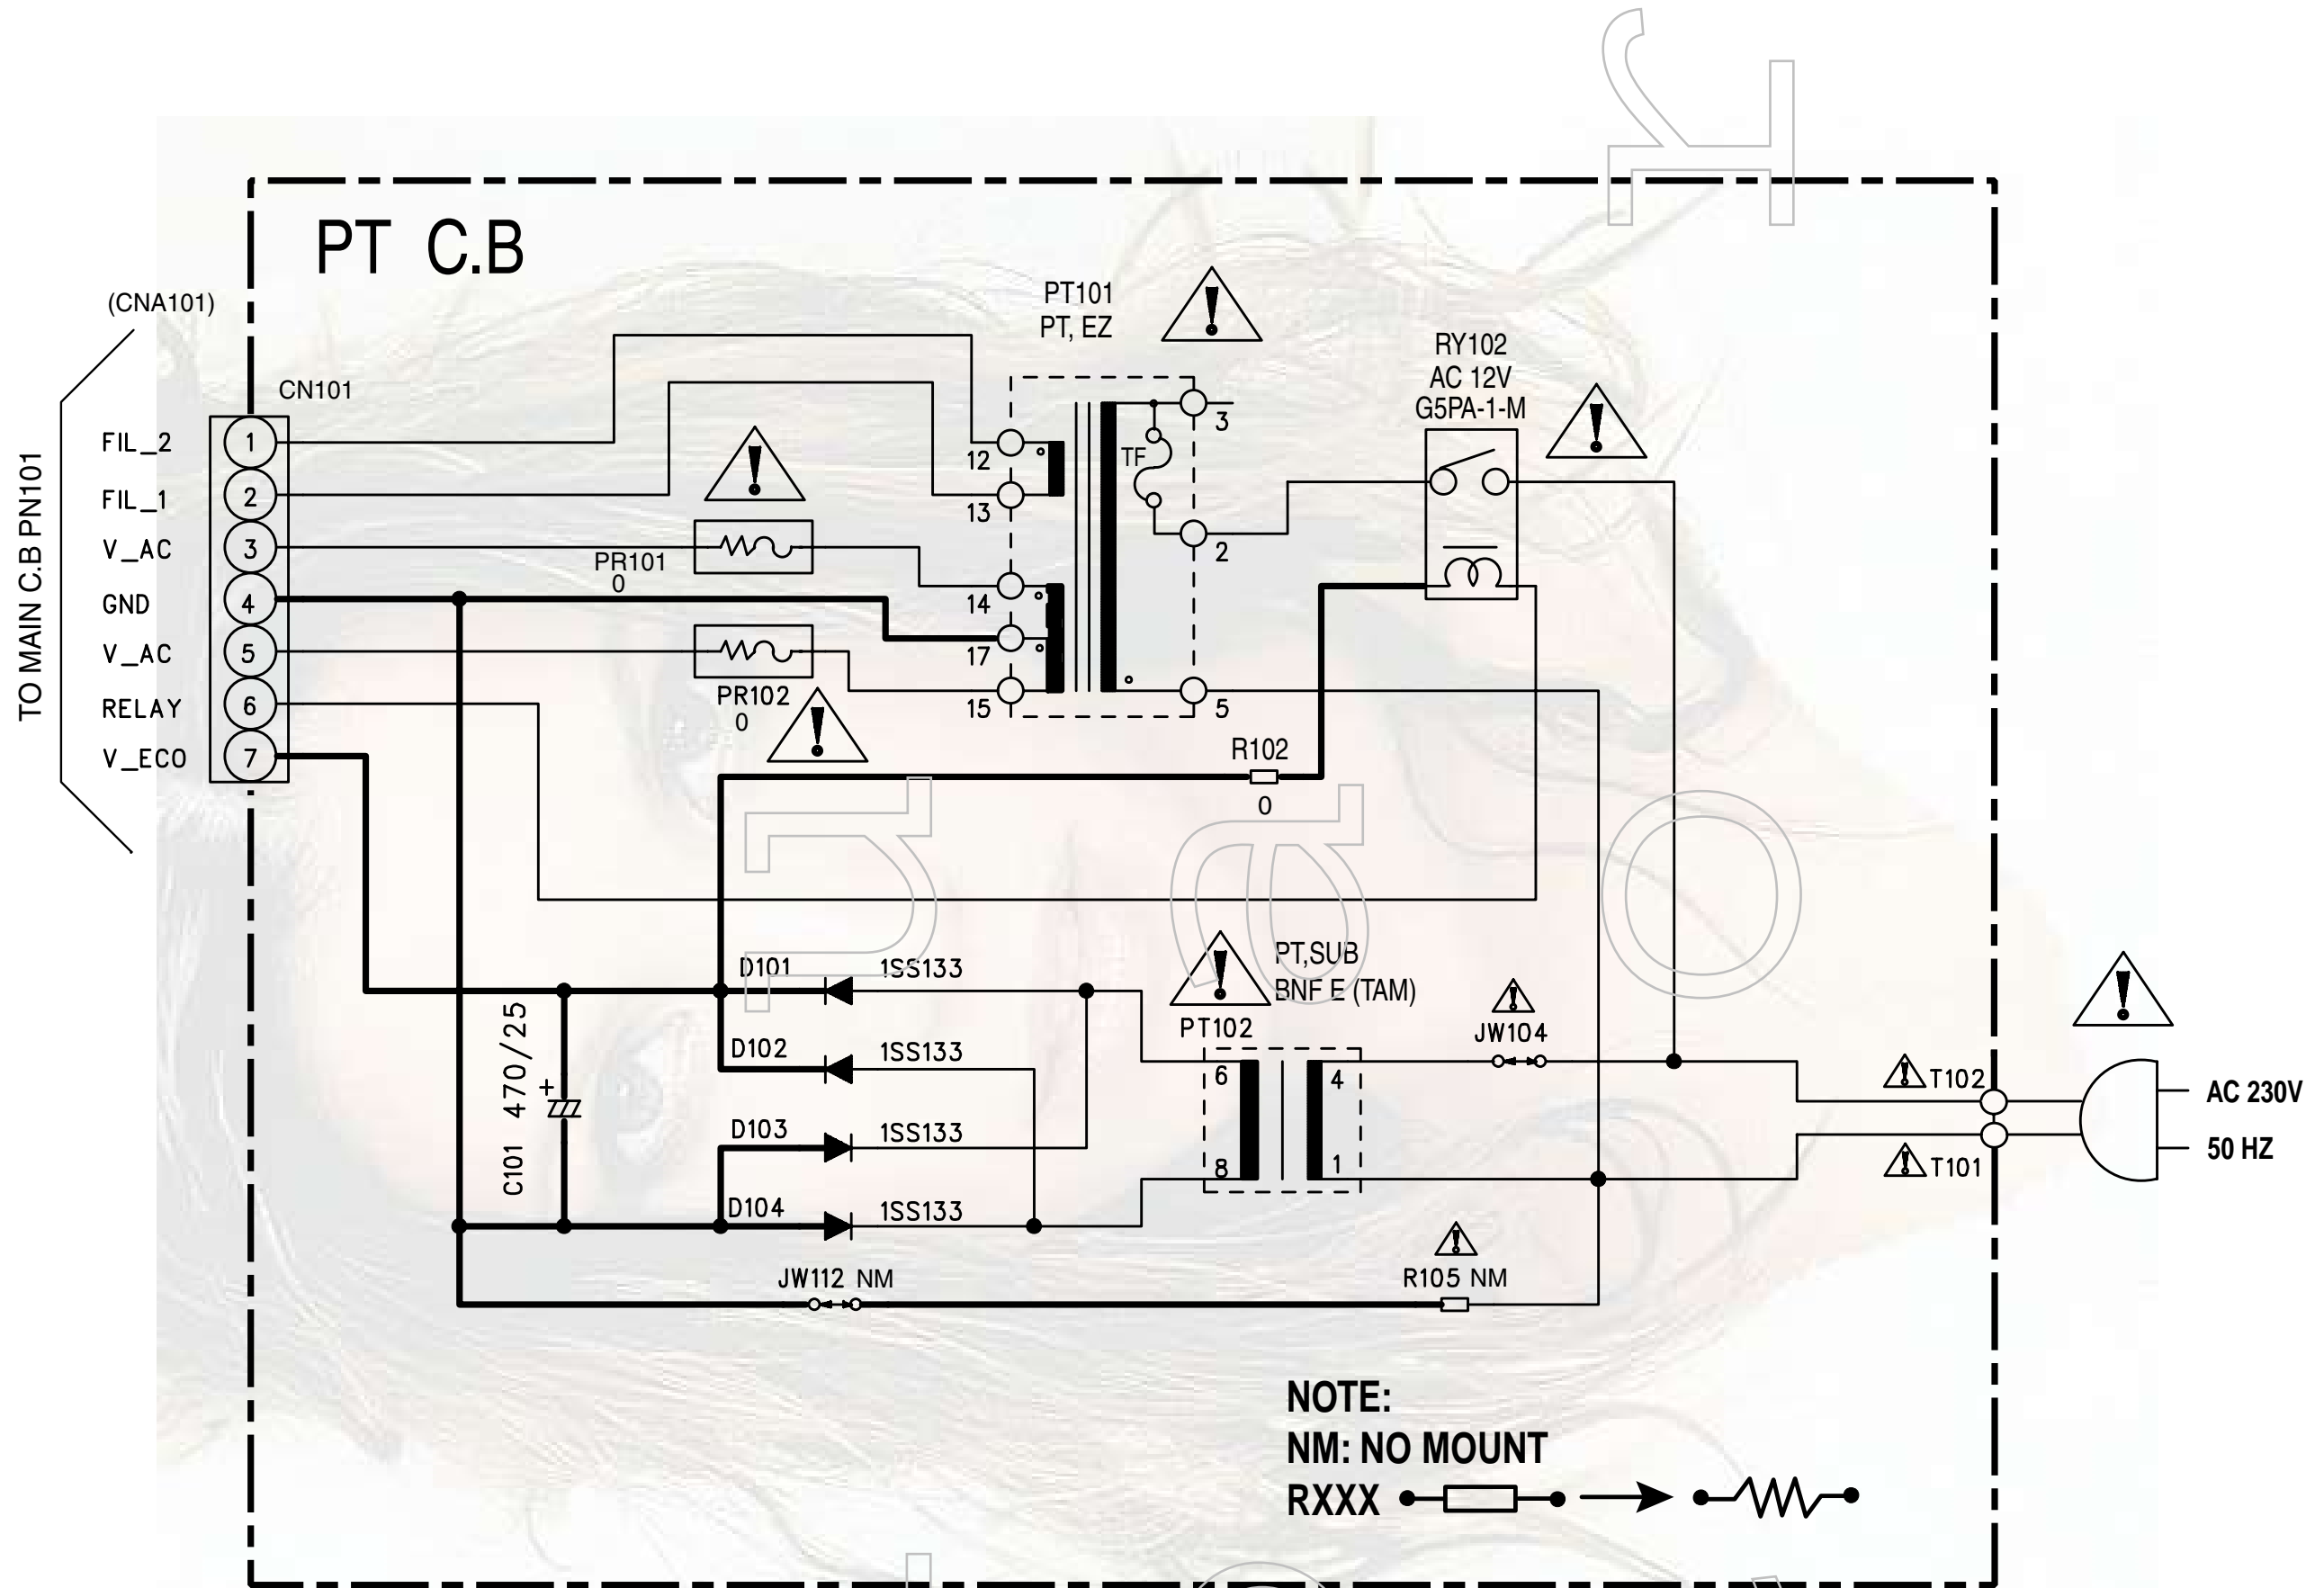 PT C.B
(CNA101)
TO MAIN C.B PN101
CN101
FIL_2 1
FIL_1 2
V_AC 3
GND 4
V_AC 5
RELAY 6
V_ECO 7
PT101
PT, EZ
RY102
AC 12V
G5PA-1-M
3
TF
12
13
2
PR101
0
14
17
15
5
PR102
0
R102
0
D101 1SS133
D102 1SS133
D103 1SS133
D104 1SS133
C101 470/25
+
PT,SUB
BNF E (TAM)
PT102
6 4
8 1
JW104
T102
T101
AC 230V
50 HZ
JW112 NM
R105 NM
NOTE:
NM: NO MOUNT
RXXX